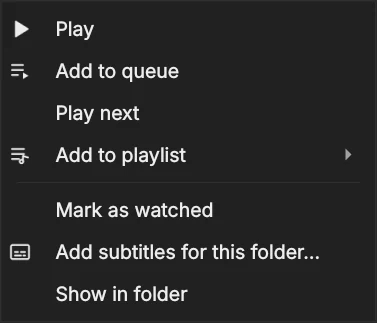 Play
Add to queue
Play next
Add to playlist
Mark as watched
Add subtitles for this folder...
Show in folder